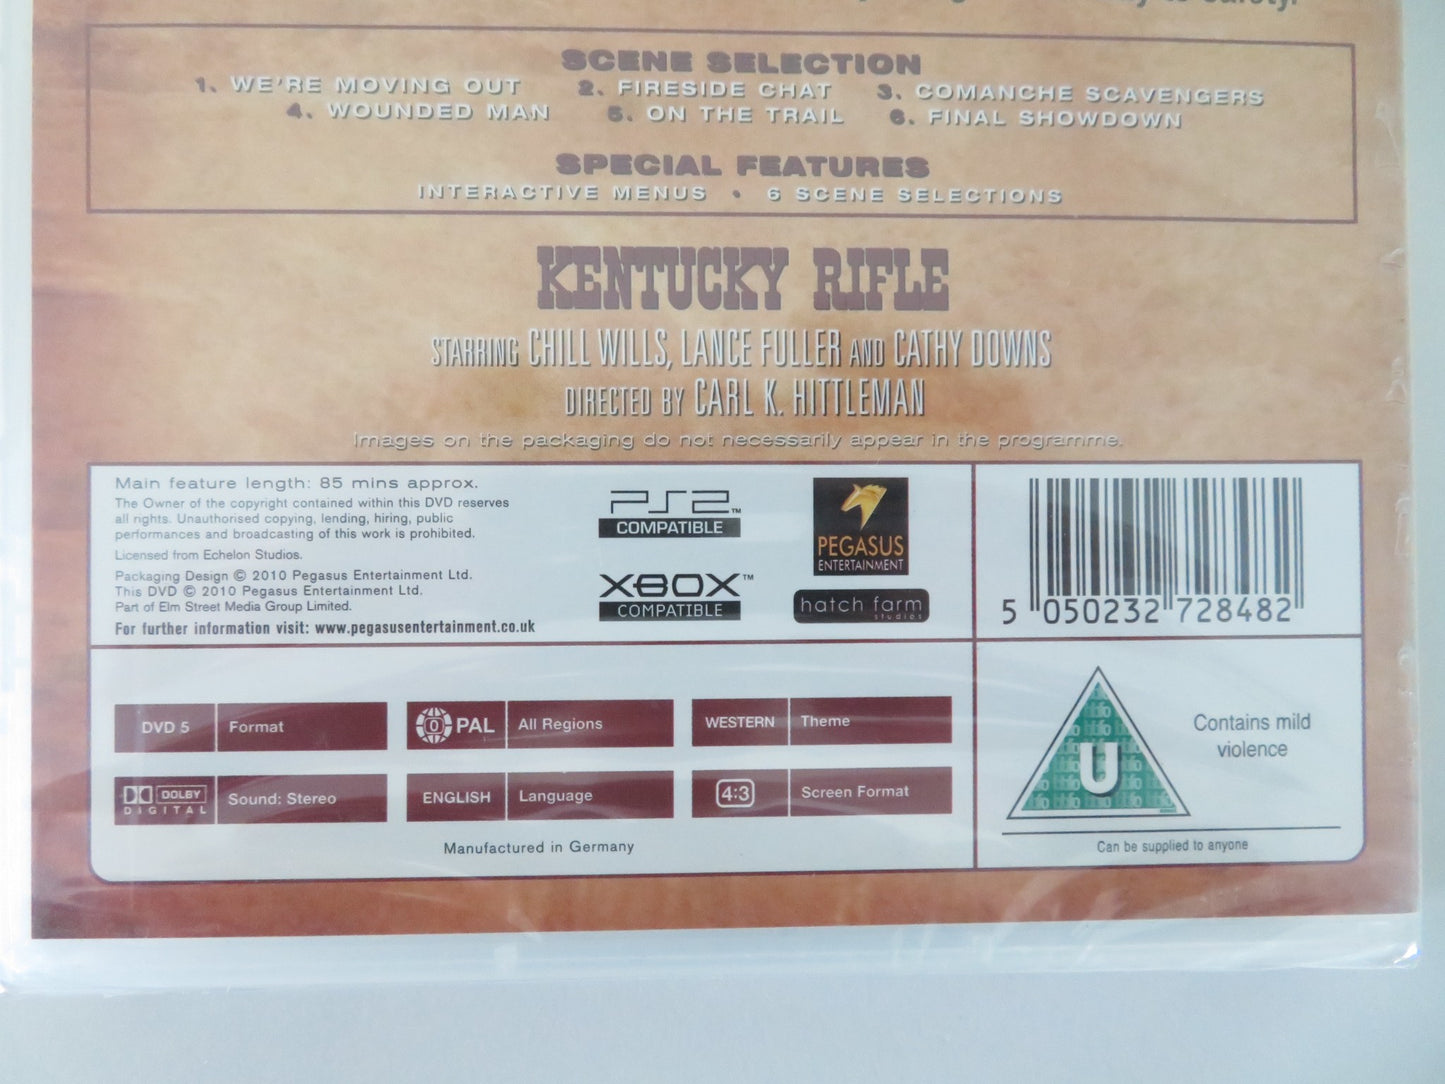 to safety.
SCENE SELECTION
1. WE'RE MOVING OUT 2. FIRESIDE CHAT 3. COMANCHE SCAVENGERS
4. WOUNDED MAN 5. ON THE TRAIL 6. FINAL SHOWDOWN
SPECIAL FEATURES
INTERACTIVE MENUS • 6 SCENE SELECTIONS
KENTUCKY RIFLE
STARRING CHILL WILLS, LANCE FULLER AND CATHY DOWNS
DIRECTED BY CARL K. HITTLEMAN
Images on the packaging do not necessarily appear in the programme.
Main feature length: 85 mins approx.
The Owner of the copyright contained within this DVD reserves
all rights. Unauthorised copying, lending, hiring, public
performances and broadcasting of this work is prohibited.
Licensed from Echelon Studios.
Packaging Design © 2010 Pegasus Entertainment Ltd.
This DVD © 2010 Pegasus Entertainment Ltd.
Part of Elm Street Media Group Limited.
For further information visit: www.pegasusentertainment.co.uk
PS2™
COMPATIBLE
XBOX™
COMPATIBLE
PEGASUS
ENTERTAINMENT
hatch farm
studios
5 050232 728482
DVD 5 Format
0 PAL All Regions
WESTERN Theme
DOLBY
DIGITAL
Sound: Stereo
ENGLISH Language
4:3 Screen Format
Manufactured in Germany
U
Contains mild
violence
Can be supplied to anyone